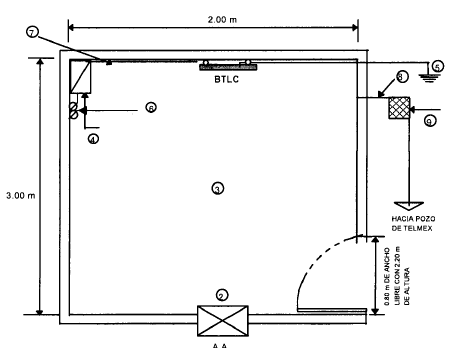 2.00 m
7
BTLC
5
8
6
9
4
3.00 m
3
HACIA POZO
DE TELMEX
0.80 m DE ANCHO
LIBRE CON 2.20 m
DE ALTURA
2
A.A.